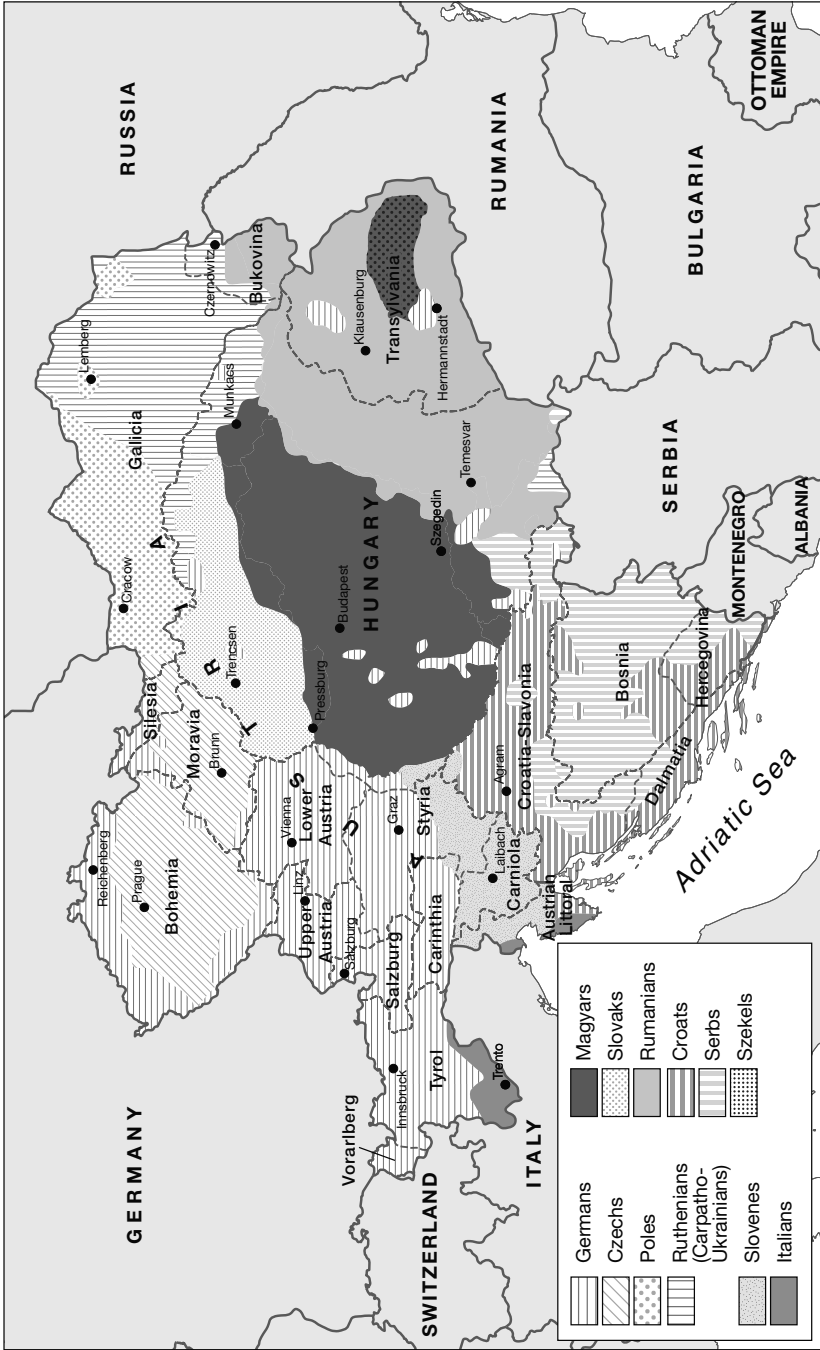 GERMANY
RUSSIA
SWITZERLAND
ITALY
RUMANIA
BULGARIA
OTTOMAN
EMPIRE
SERBIA
MONTENEGRO
ALBANIA
Adriatic Sea
AUSTRIA
HUNGARY
Vorarlberg
Tyrol
Innsbruck
Trento
Salzburg
Salzburg
Carinthia
Upper
Austria
Linz
Lower
Austria
Vienna
Styria
Graz
Carniola
Laibach
Austrian
Littoral
Bohemia
Reichenberg
Prague
Moravia
Brunn
Silesia
Galicia
Cracow
Lemberg
Bukovina
Czernowitz
Trencsen
Pressburg
Budapest
Munkács
Szegedin
Temesvar
Transylvania
Klausenburg
Hermannstadt
Croatia-Slavonia
Agram
Bosnia
Hercegovina
Dalmatia
Germans
Czechs
Poles
Ruthenians
(Carpatho-
Ukrainians)
Slovenes
Italians
Magyars
Slovaks
Rumanians
Croats
Serbs
Szekels